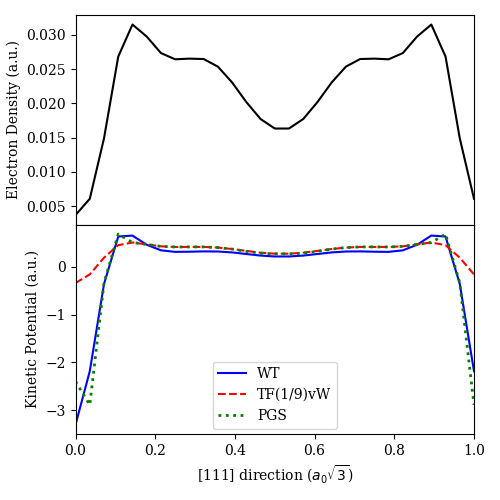 Electron Density (a.u.)
0.030
0.025
0.020
0.015
0.010
0.005
Kinetic Potential (a.u.)
0
−1
−2
−3
WT
TF(1/9)vW
PGS
0.0 0.2 0.4 0.6 0.8 1.0
[111] direction (a₀√3)